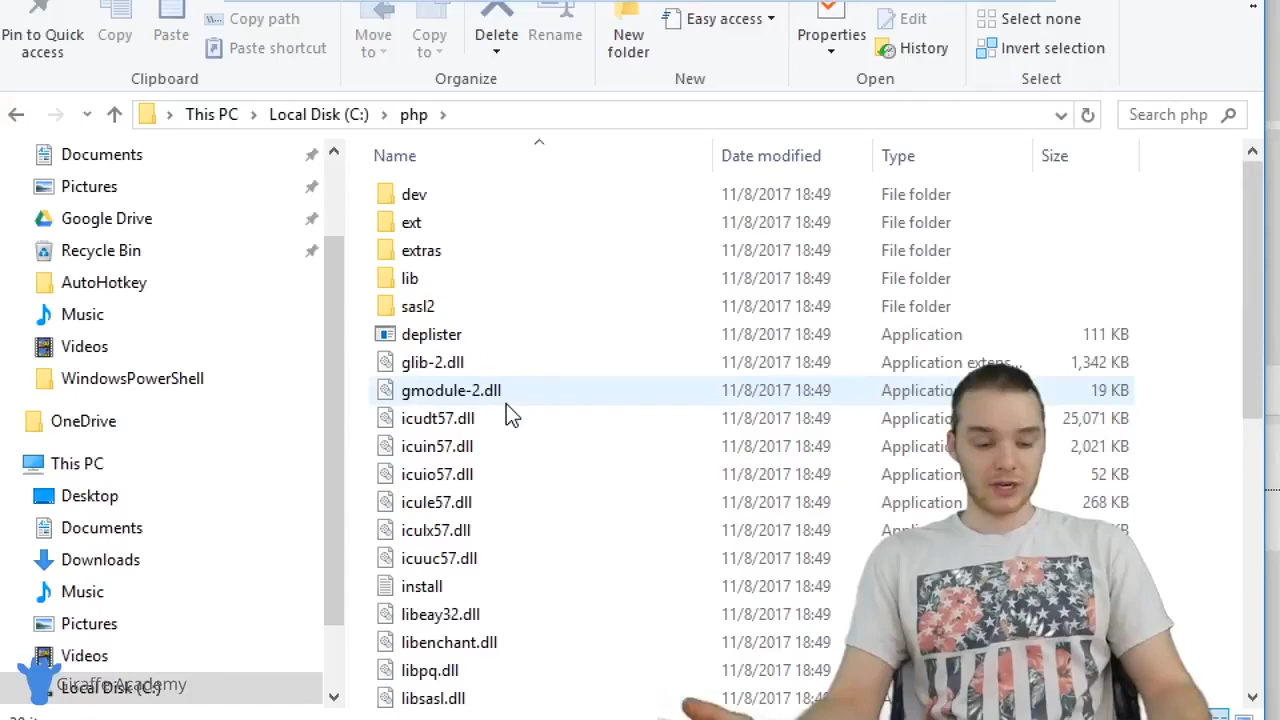 Pin to Quick access
Copy
Paste
Copy path
Paste shortcut
Move to
Copy to
Delete
Rename
New folder
Easy access
Properties
Edit
History
Select none
Invert selection
Clipboard
Organize
New
Open
Select
This PC
Local Disk (C:)
php
Search php
Documents
Pictures
Google Drive
Recycle Bin
AutoHotkey
Music
Videos
WindowsPowerShell
OneDrive
This PC
Desktop
Documents
Downloads
Music
Pictures
Videos
Local Disk (C:)
Giraffe Academy
Name Date modified Type Size
dev 11/8/2017 18:49 File folder
ext 11/8/2017 18:49 File folder
extras 11/8/2017 18:49 File folder
lib 11/8/2017 18:49 File folder
sasl2 11/8/2017 18:49 File folder
deplister 11/8/2017 18:49 Application 111 KB
glib-2.dll 11/8/2017 18:49 Application extens... 1,342 KB
gmodule-2.dll 11/8/2017 18:49 Application 19 KB
icudt57.dll 11/8/2017 18:49 Application 25,071 KB
icuin57.dll 11/8/2017 18:49 Application 2,021 KB
icuio57.dll 11/8/2017 18:49 Application 52 KB
icule57.dll 11/8/2017 18:49 Application 268 KB
iculx57.dll 11/8/2017 18:49
icuuc57.dll 11/8/2017 18:49
install 11/8/2017 18:49
libeay32.dll 11/8/2017 18:49
libenchant.dll 11/8/2017 18:49
libpq.dll 11/8/2017 18:49
libsasl.dll 11/8/2017 18:49